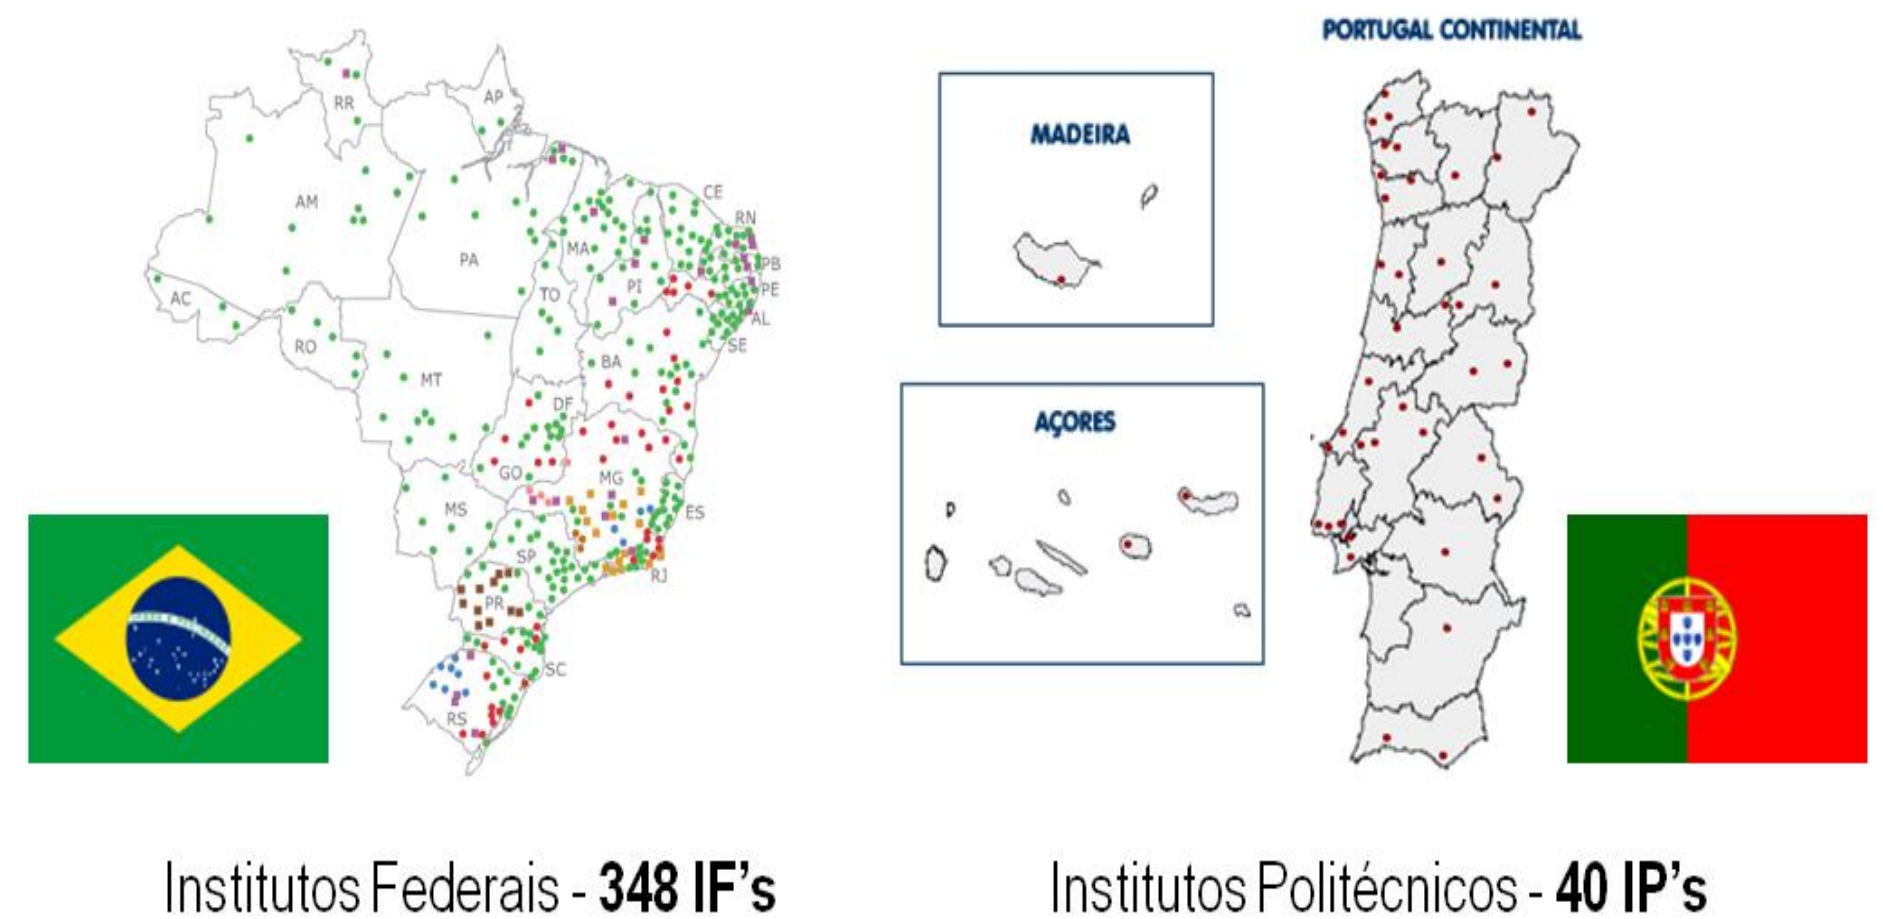 PORTUGAL CONTINENTAL
MADEIRA
AÇORES
RR
AP
AM
PA
MA
CE
RN
PB
PE
AL
SE
PI
TO
AC
RO
MT
BA
DF
GO
MG
ES
MS
SP
RJ
PR
SC
RS
Institutos Federais - 348 IF's
Institutos Politécnicos - 40 IP's